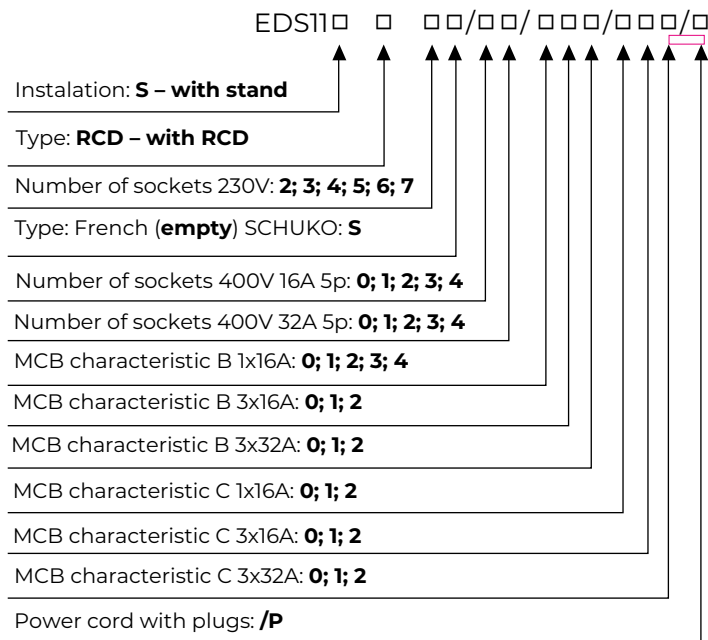 EDS11□ □ □□/□□/□□□/□□□/□
Instalation: S – with stand
Type: RCD – with RCD
Number of sockets 230V: 2; 3; 4; 5; 6; 7
Type: French (empty) SCHUKO: S
Number of sockets 400V 16A 5p: 0; 1; 2; 3; 4
Number of sockets 400V 32A 5p: 0; 1; 2; 3; 4
MCB characteristic B 1x16A: 0; 1; 2; 3; 4
MCB characteristic B 3x16A: 0; 1; 2
MCB characteristic B 3x32A: 0; 1; 2
MCB characteristic C 1x16A: 0; 1; 2
MCB characteristic C 3x16A: 0; 1; 2
MCB characteristic C 3x32A: 0; 1; 2
Power cord with plugs: /P